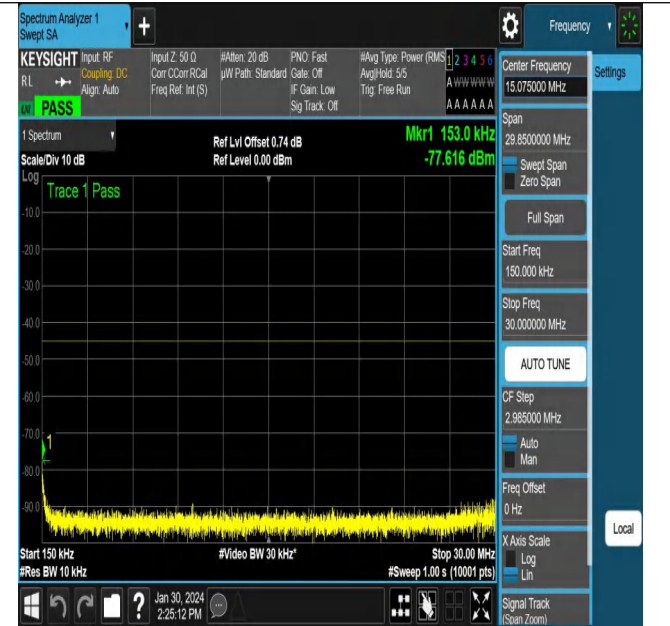 Spectrum Analyzer 1
Swept SA
+
Frequency
KEYSIGHT
RL
PASS
Input: RF
Coupling: DC
Align: Auto
Input Z: 50 Ω
Corr CCorr RCal
Freq Ref: Int (S)
#Atten: 20 dB
µW Path: Standard
PNO: Fast
Gate: Off
IF Gain: Low
Sig Track: Off
#Avg Type: Power (RMS
Avg|Hold: 5/5
Trig: Free Run
1 2 3 4 5 6
A W W W W W
A A A A A A
1 Spectrum
Scale/Div 10 dB
Ref Lvl Offset 0.74 dB
Ref Level 0.00 dBm
Mkr1 153.0 kHz
-77.616 dBm
Log
Trace 1 Pass
-10.0
-20.0
-30.0
-40.0
-50.0
-60.0
-70.0
-80.0
-90.0
1
Start 150 kHz
#Res BW 10 kHz
#Video BW 30 kHz*
Stop 30.00 MHz
#Sweep 1.00 s (10001 pts)
Jan 30, 2024
2:25:12 PM
?
Center Frequency
15.075000 MHz
Settings
Span
29.8500000 MHz
Swept Span
Zero Span
Full Span
Start Freq
150.000 kHz
Stop Freq
30.000000 MHz
AUTO TUNE
CF Step
2.985000 MHz
Auto
Man
Freq Offset
0 Hz
X Axis Scale
Log
Lin
Local
Signal Track
(Span Zoom)